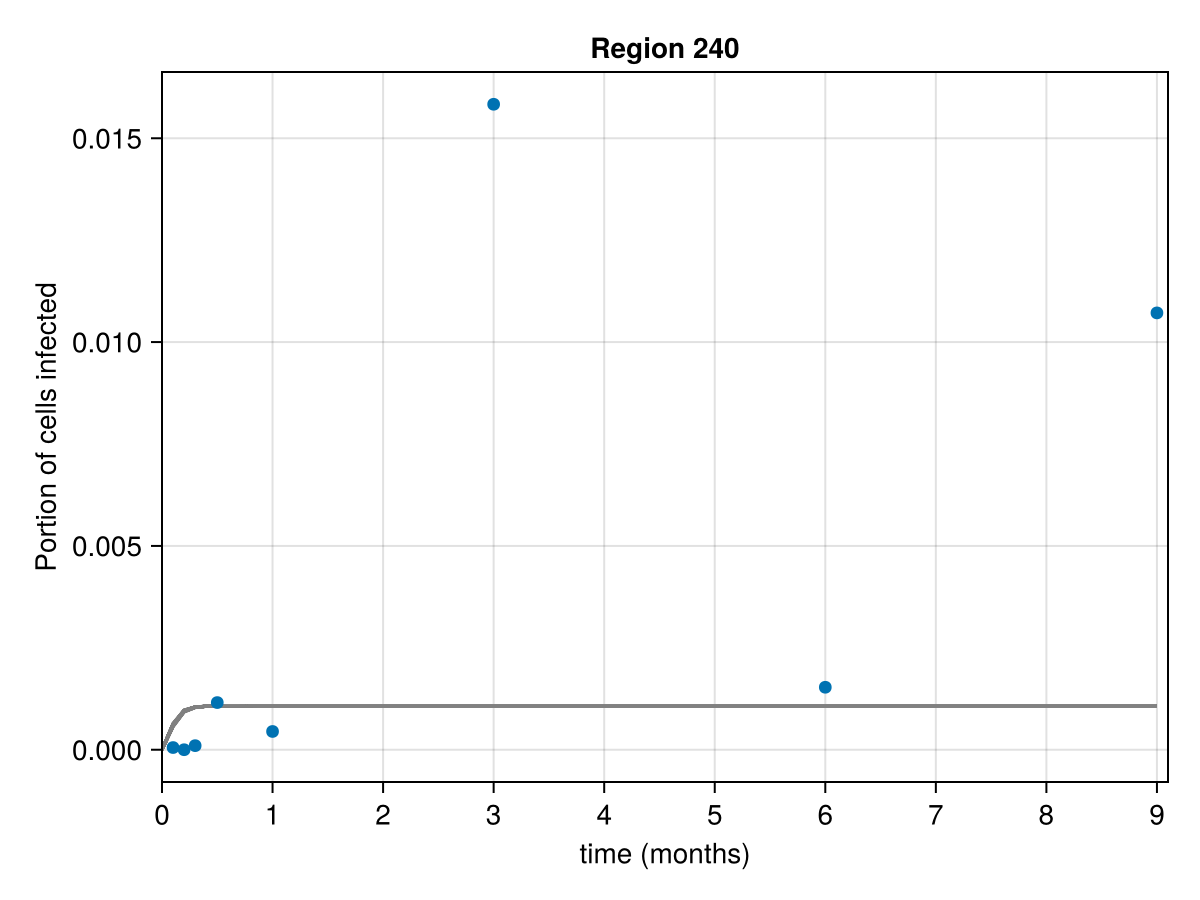 Region 240
0.015
0.010
0.005
0.000
Portion of cells infected
0 1 2 3 4 5 6 7 8 9
time (months)